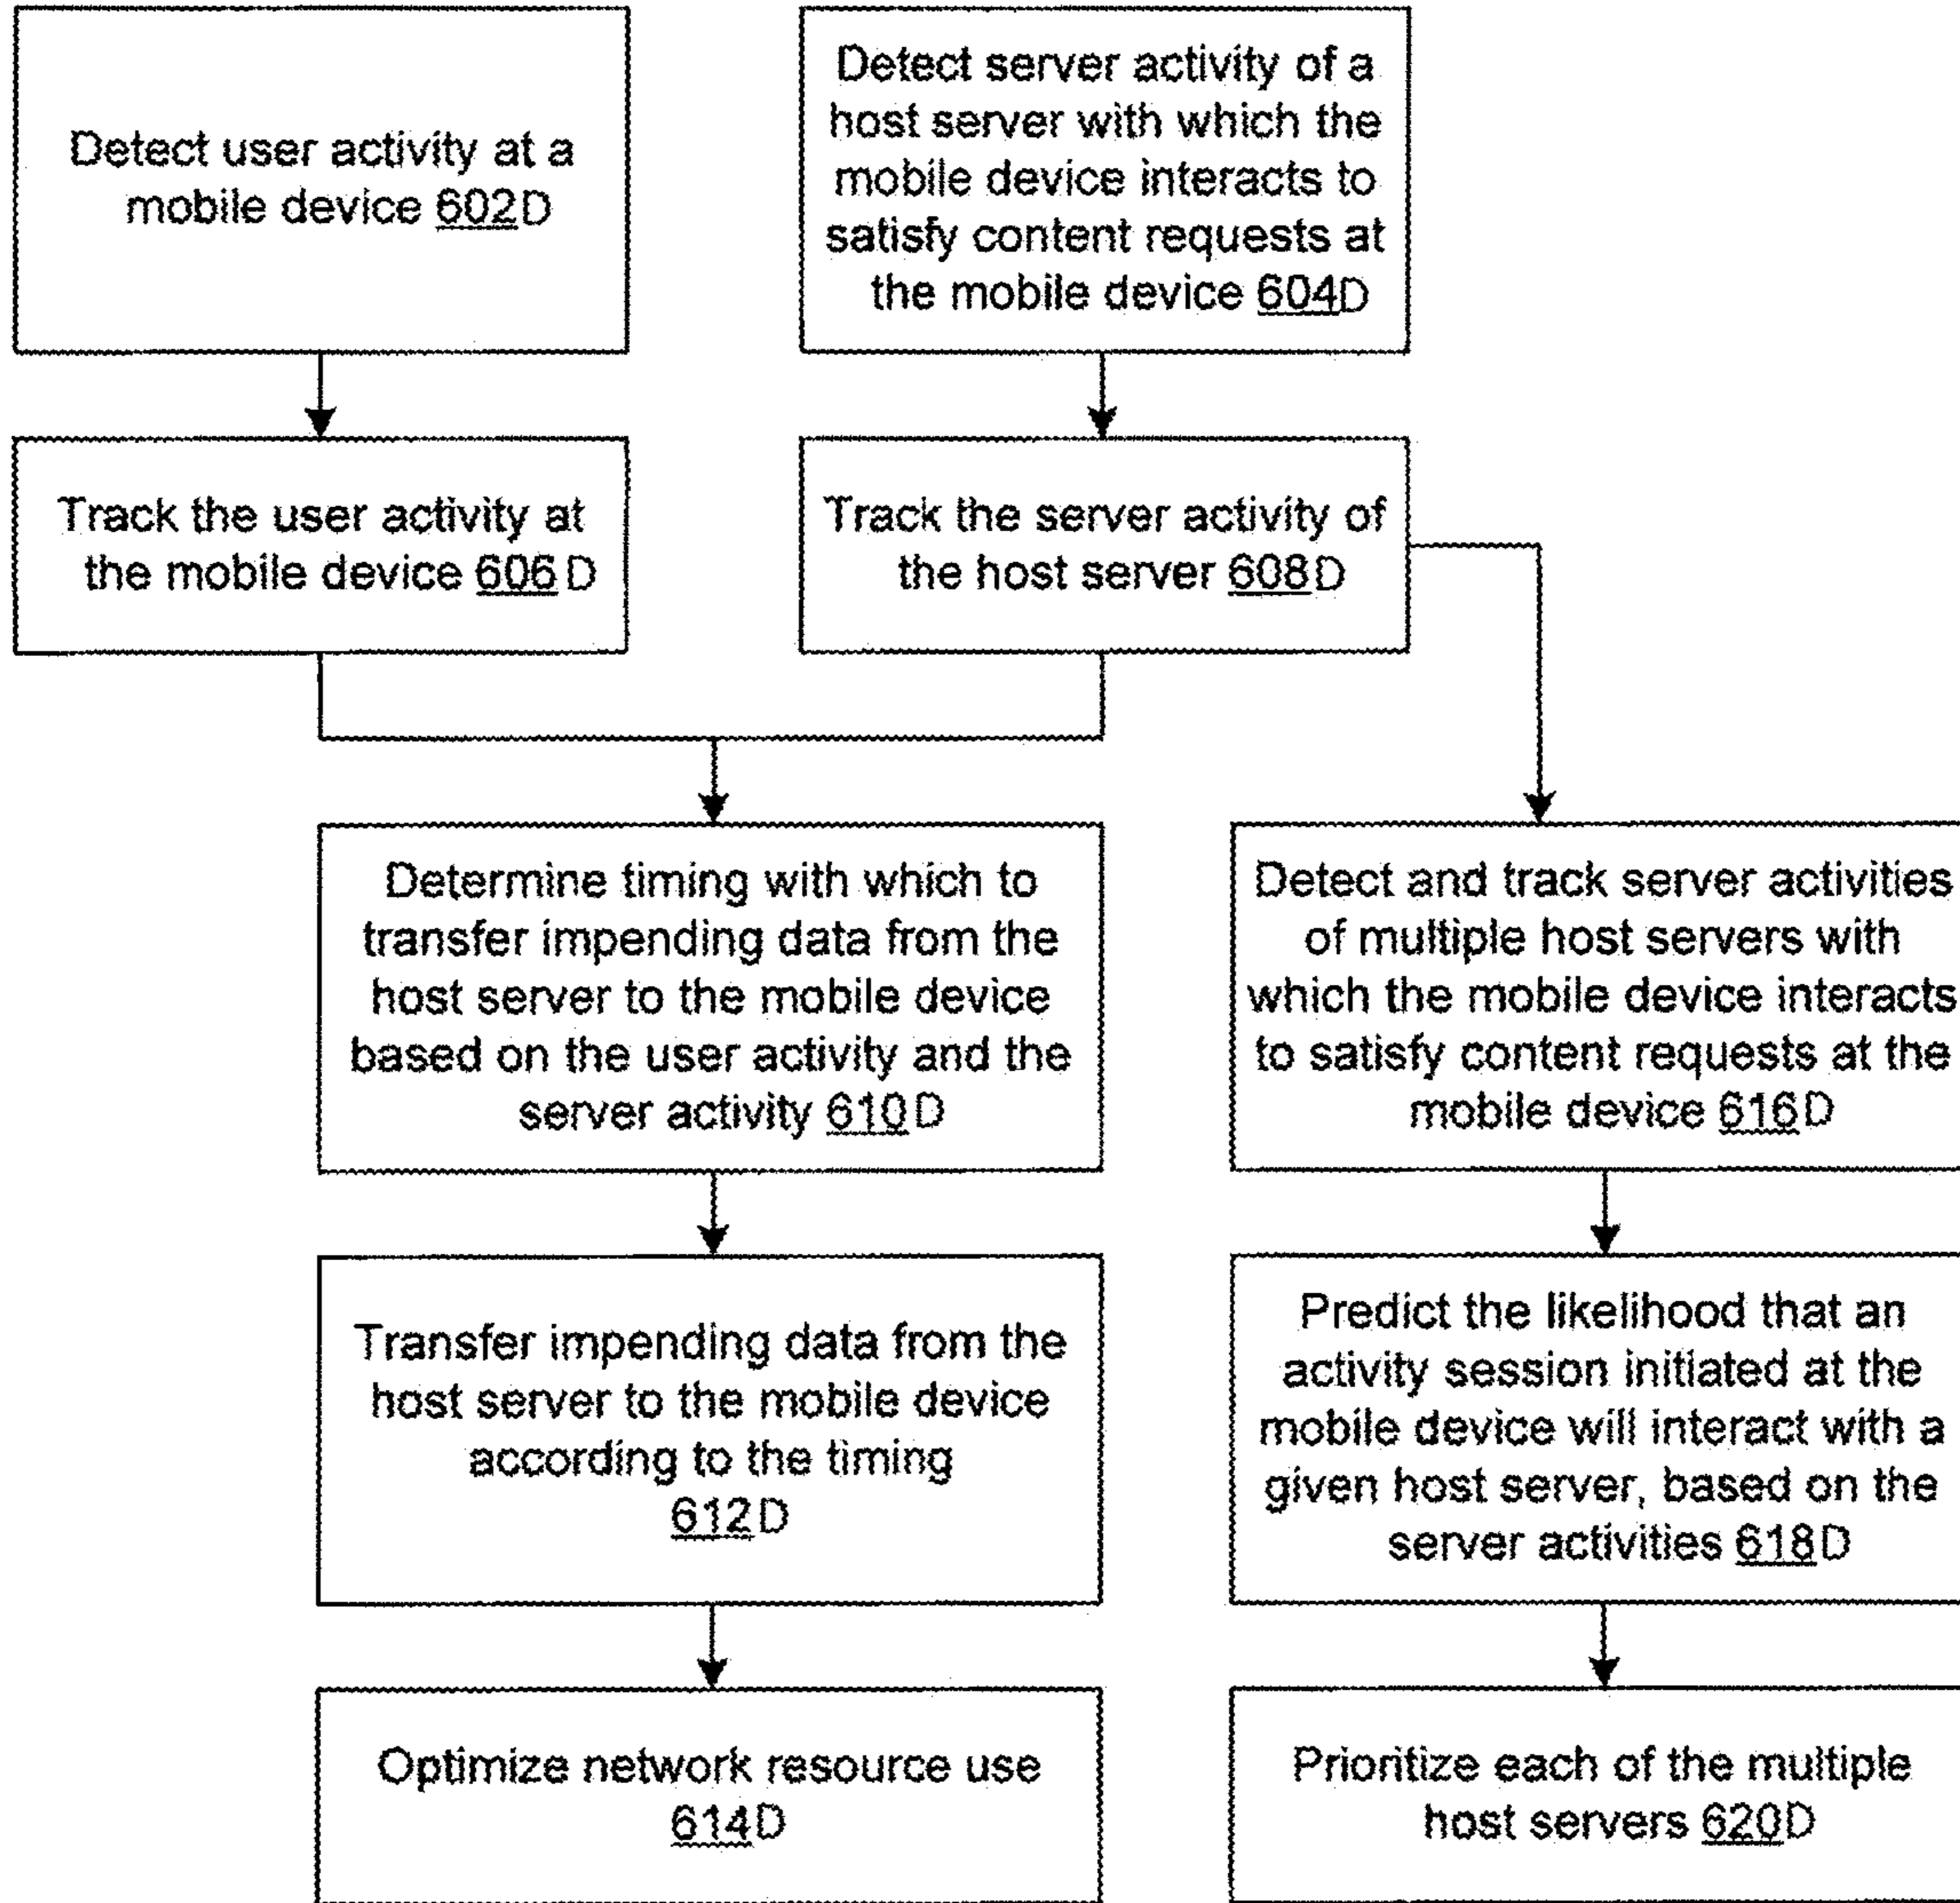 Detect user activity at a
mobile device 602D
Detect server activity of a
host server with which the
mobile device interacts to
satisfy content requests at
the mobile device 604D
Track the user activity at
the mobile device 606D
Track the server activity of
the host server 608D
Determine timing with which to
transfer impending data from the
host server to the mobile device
based on the user activity and the
server activity 610D
Detect and track server activities
of multiple host servers with
which the mobile device interacts
to satisfy content requests at the
mobile device 616D
Transfer impending data from the
host server to the mobile device
according to the timing
612D
Predict the likelihood that an
activity session initiated at the
mobile device will interact with a
given host server, based on the
server activities 618D
Optimize network resource use
614D
Prioritize each of the multiple
host servers 620D